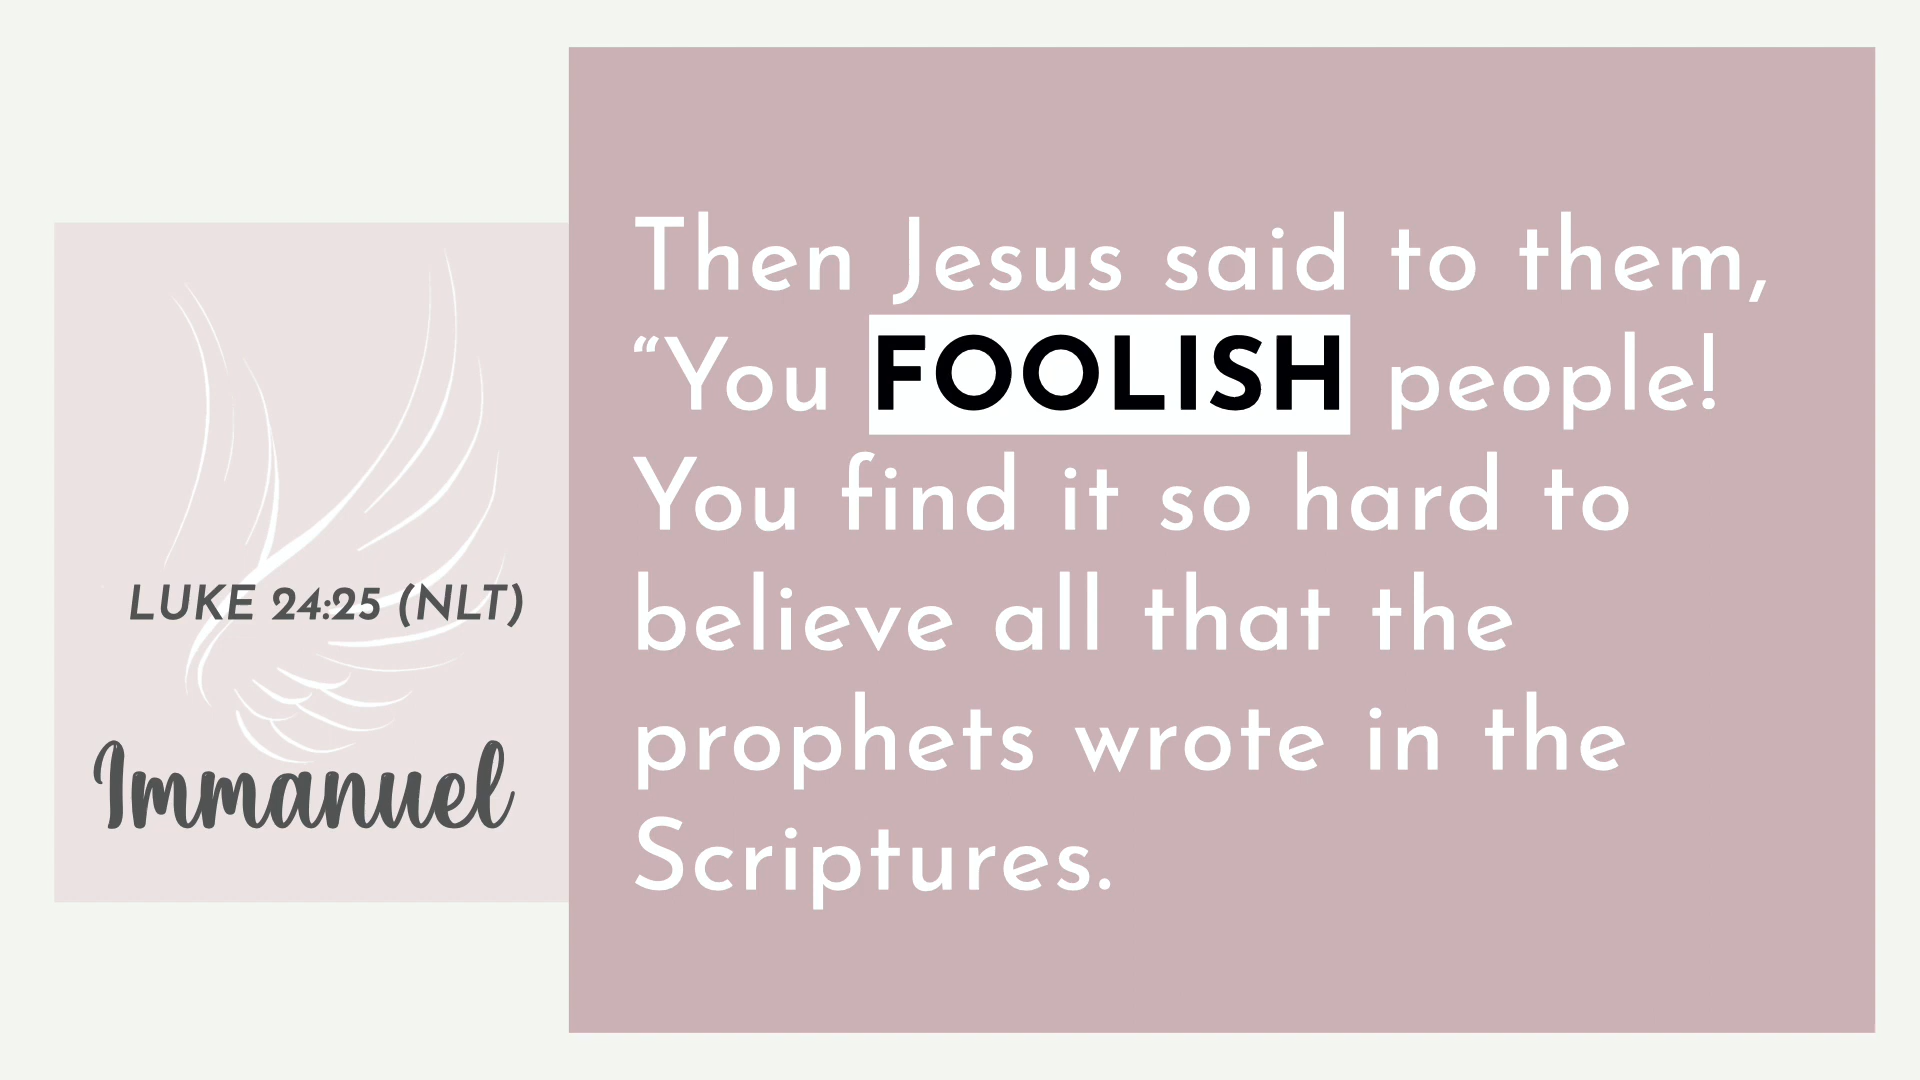 LUKE 24:25 (NLT)
Immanuel
Then Jesus said to them,
“You FOOLISH people!
You find it so hard to
believe all that the
prophets wrote in the
Scriptures.